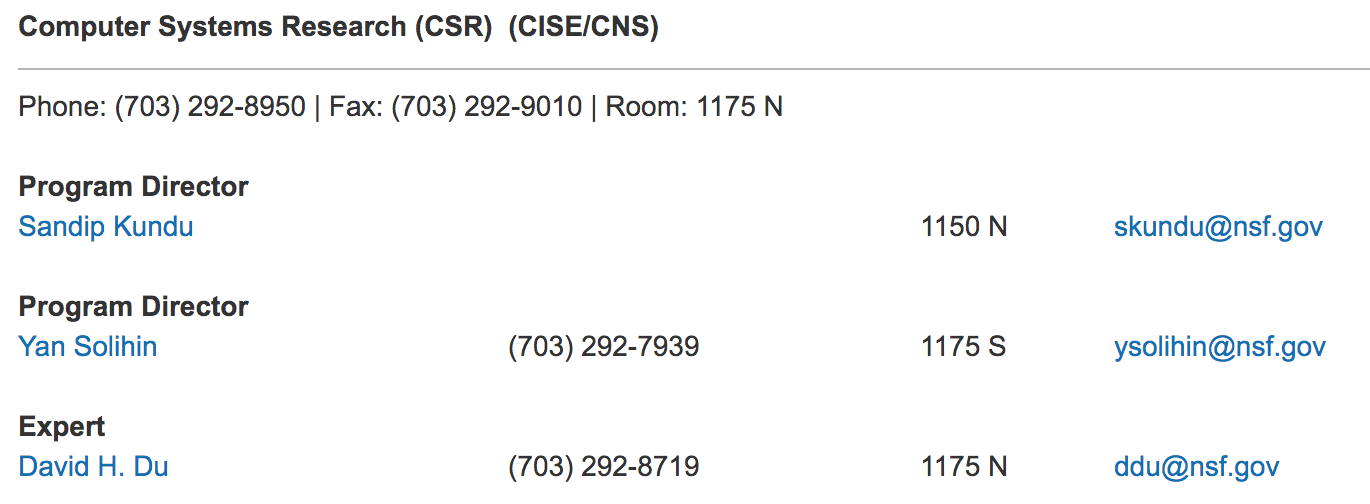 Computer Systems Research (CSR) (CISE/CNS)
Phone: (703) 292-8950 | Fax: (703) 292-9010 | Room: 1175 N
Program Director
Sandip Kundu 1150 N skundu@nsf.gov
Program Director
Yan Solihin (703) 292-7939 1175 S ysolihin@nsf.gov
Expert
David H. Du (703) 292-8719 1175 N ddu@nsf.gov